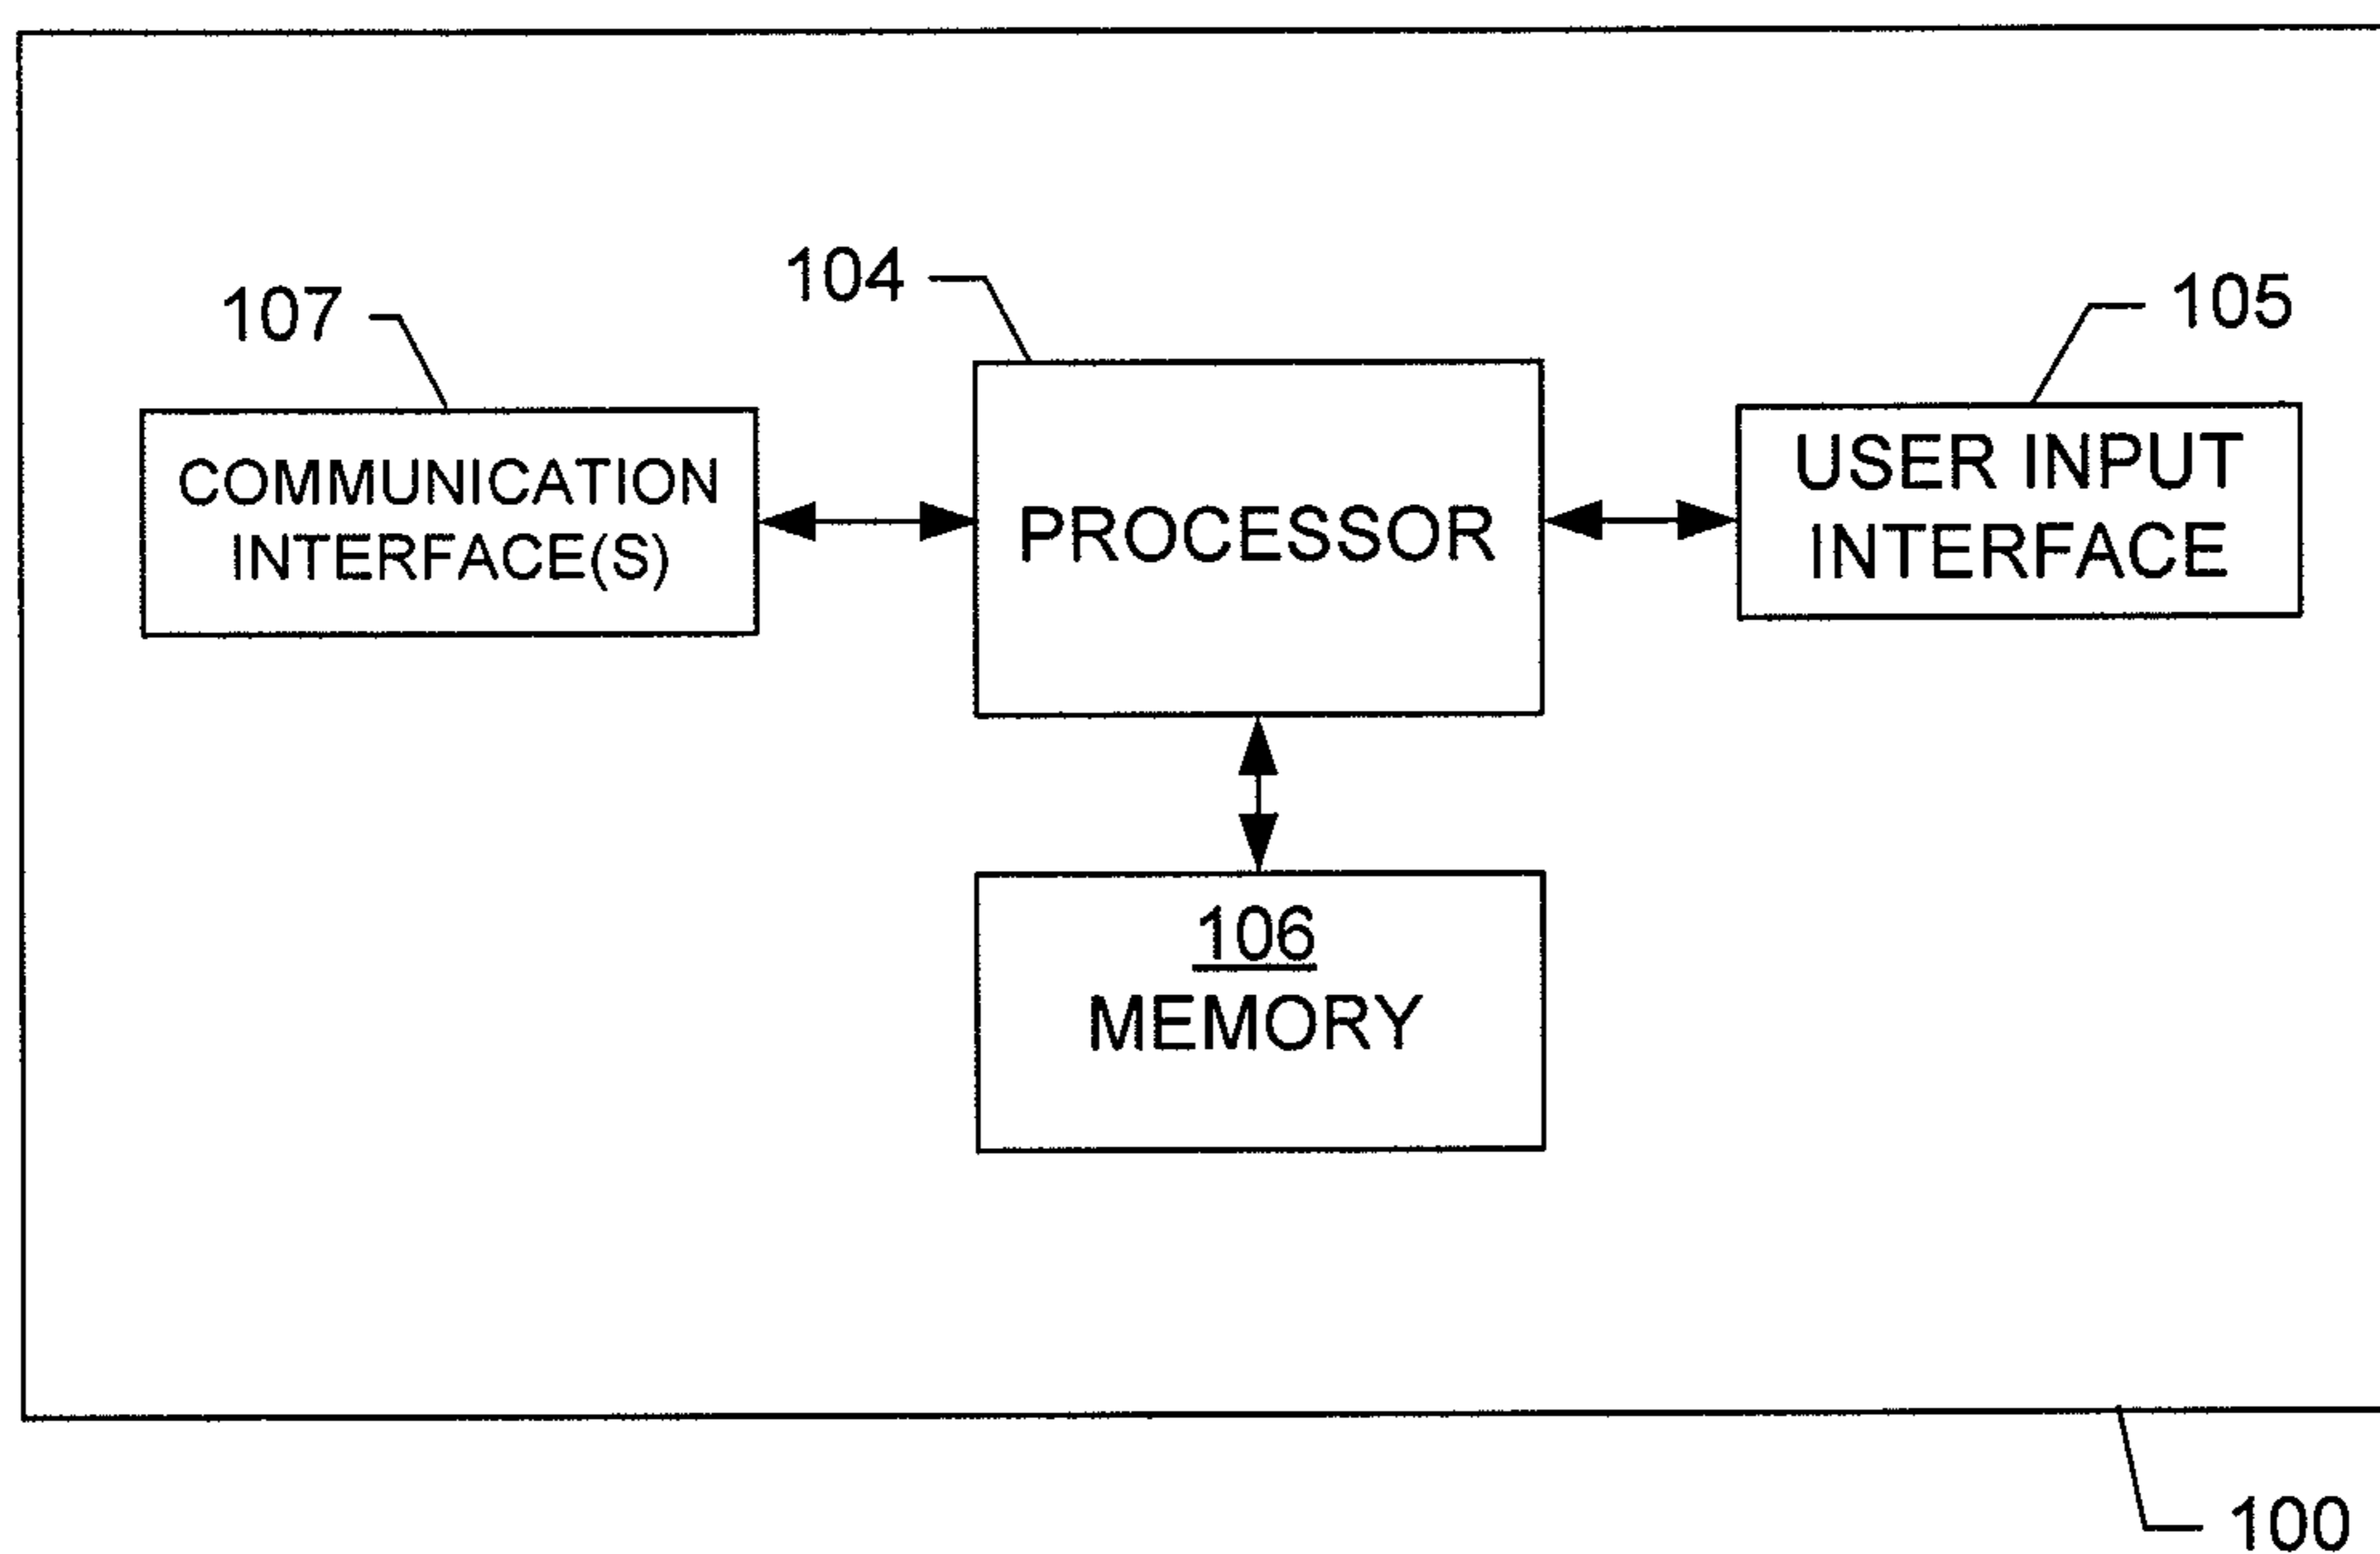 104
107
105
COMMUNICATION
INTERFACE(S)
PROCESSOR
USER INPUT
INTERFACE
106
MEMORY
100